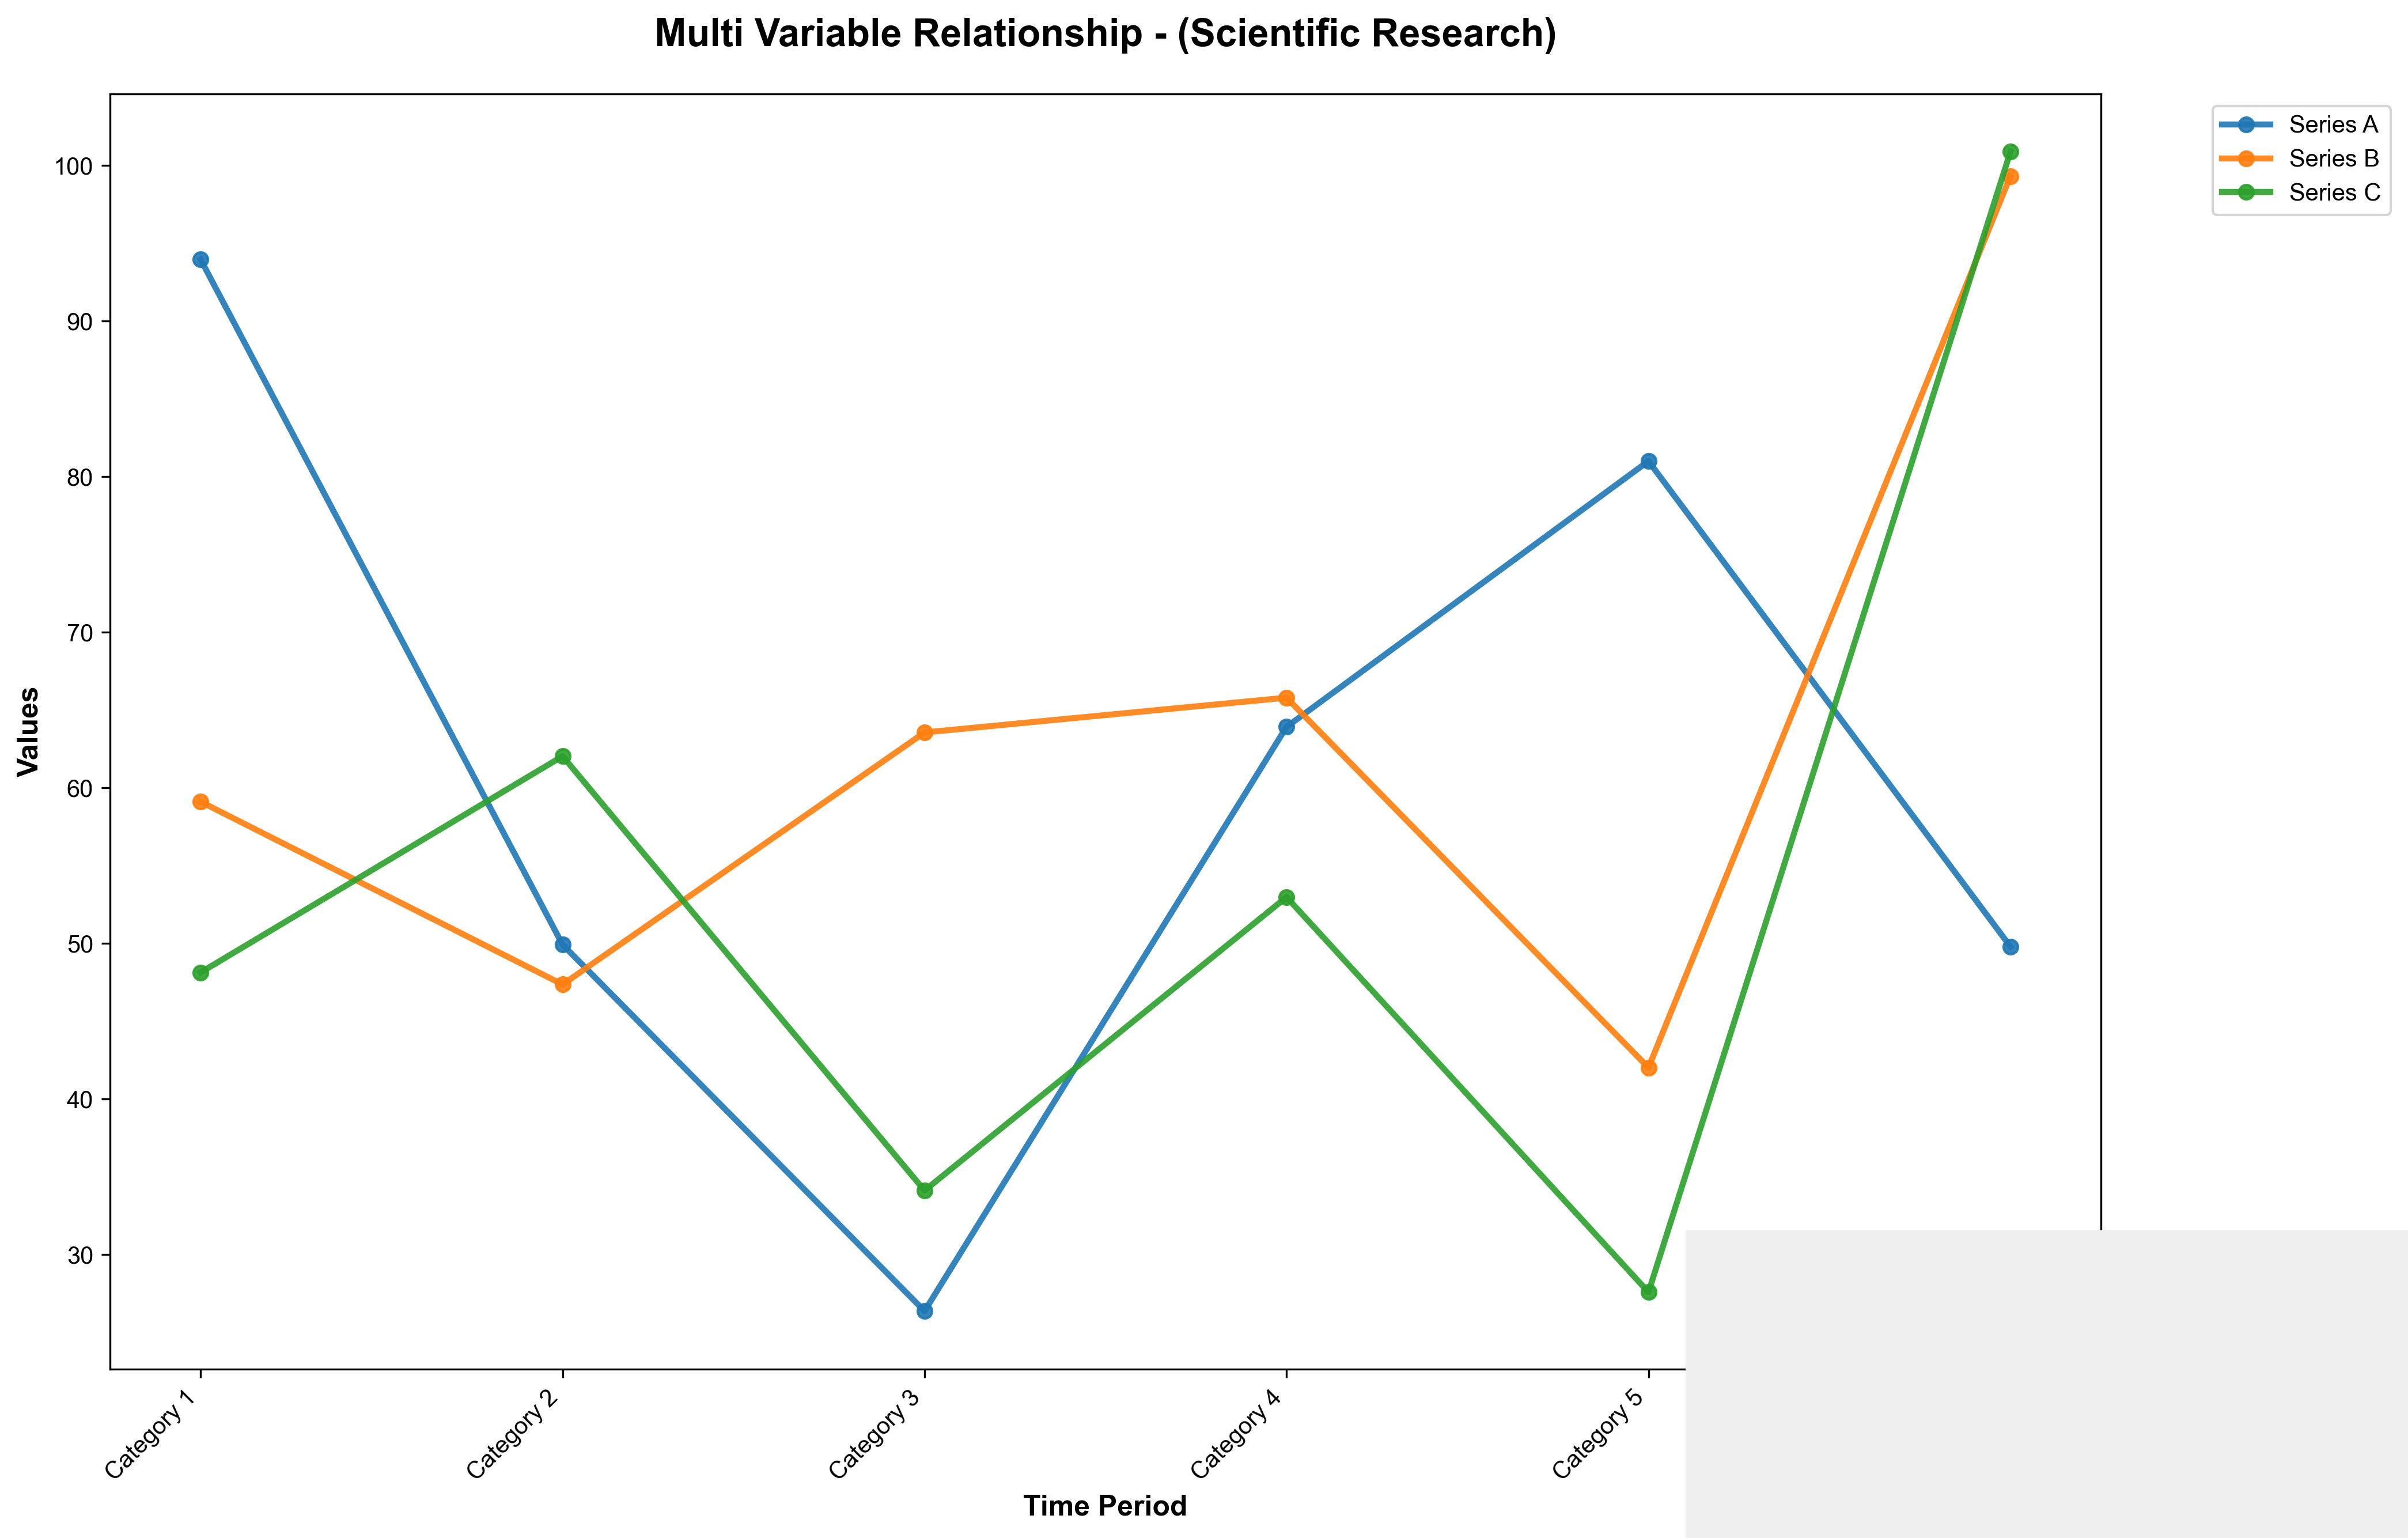 Multi Variable Relationship - (Scientific Research)
Series A
Series B
Series C
100
90
80
70
60
50
40
30
Values
Category 1
Category 2
Category 3
Category 4
Category 5
Time Period